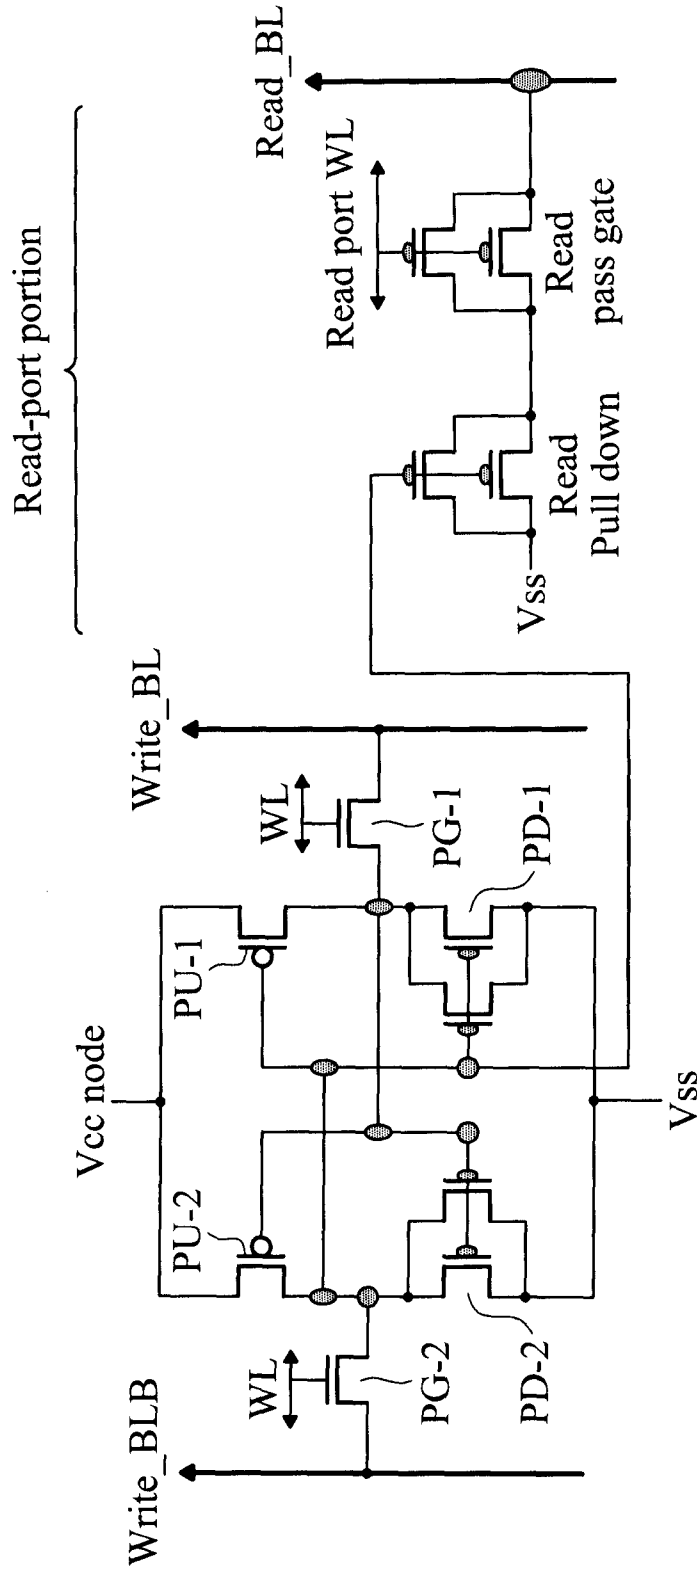 Read-port portion
Write_BLB
Vcc node
Write_BL
Read_BL
Read port WL
WL
PU-2
PU-1
WL
PG-2
PG-1
PD-2
PD-1
Vss
Vss
Read
Pull down
Read
pass gate